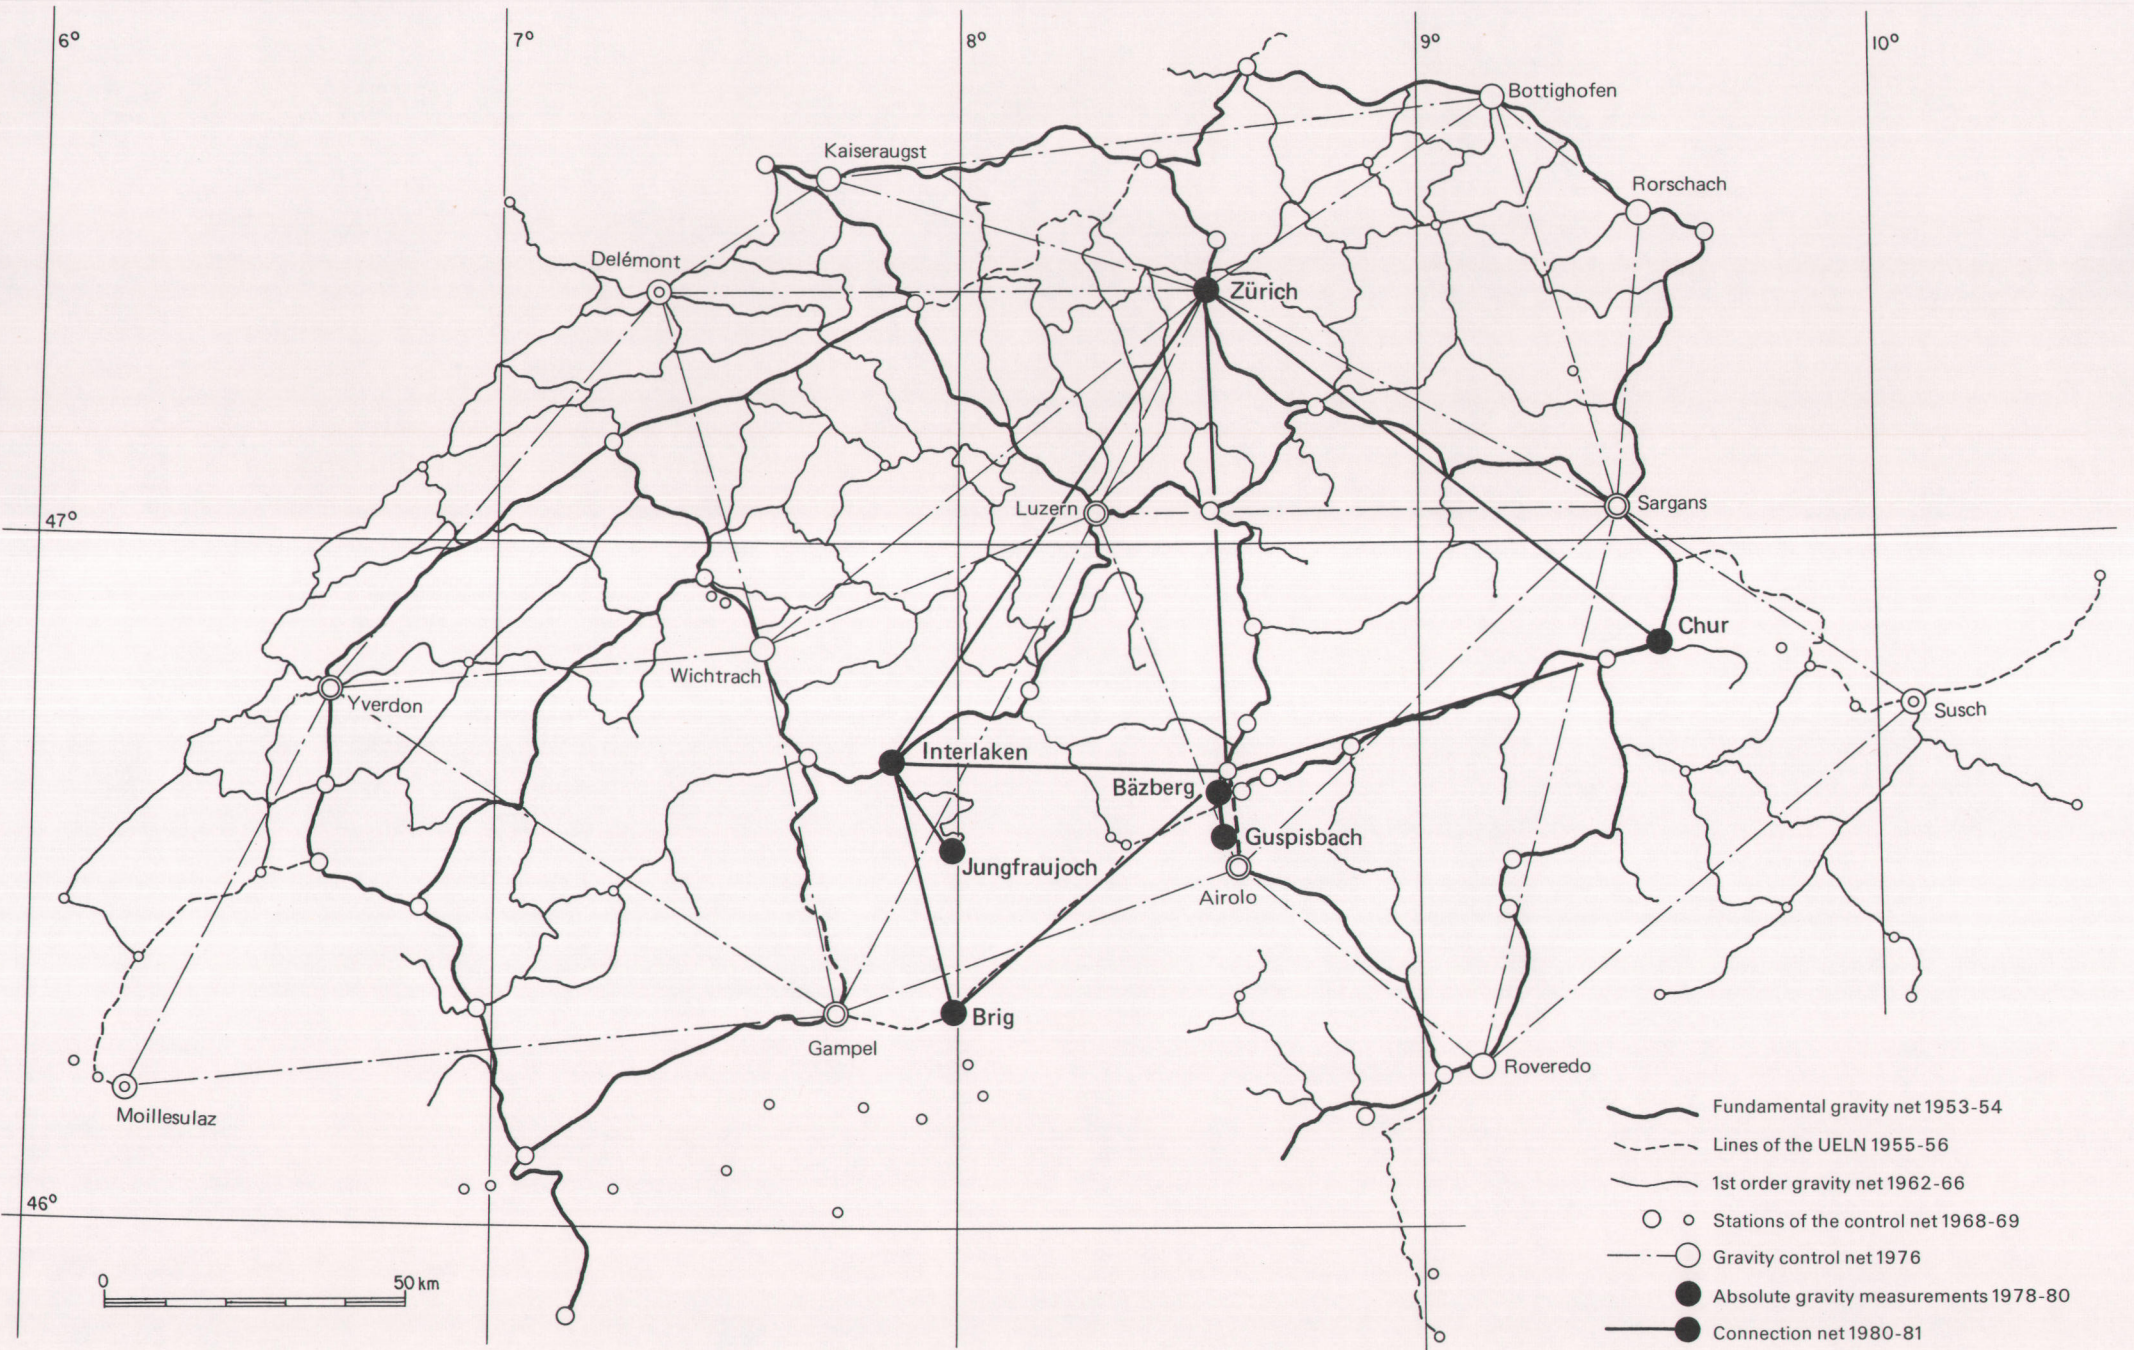 6°
7°
8°
9°
10°
Bottighofen
Kaiseraugst
Rorschach
Delémont
Zürich
Luzern
Sargans
47°
Chur
Wichtrach
Yverdon
Susch
Interlaken
Bäzberg
Guspisbach
Jungfraujoch
Airolo
Brig
Gampel
Roveredo
Moillesulaz
Fundamental gravity net 1953-54
Lines of the UELN 1955-56
1st order gravity net 1962-66
46°
Stations of the control net 1968-69
Gravity control net 1976
0
50 km
Absolute gravity measurements 1978-80
Connection net 1980-81